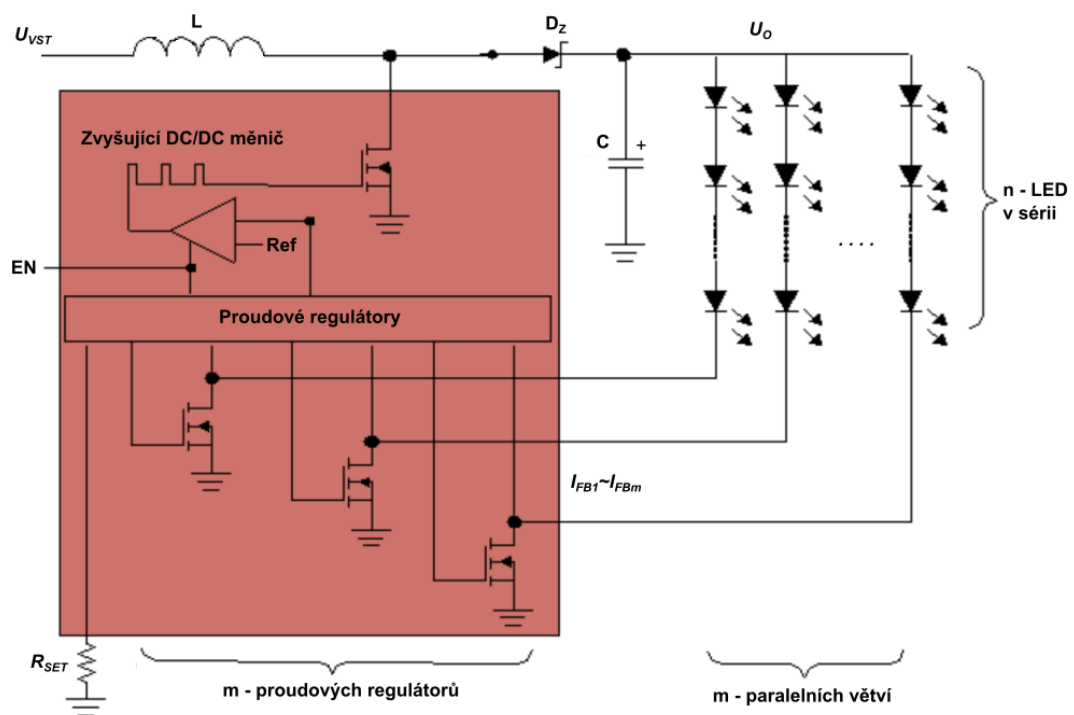 L
U_VST
D_Z
U_O
Zvyšující DC/DC měnič
C
+
n - LED
v sérii
Ref
. . . .
EN
Proudové regulátory
I_FB1~I_FBm
R_SET
m - proudových regulátorů
m - paralelních větví